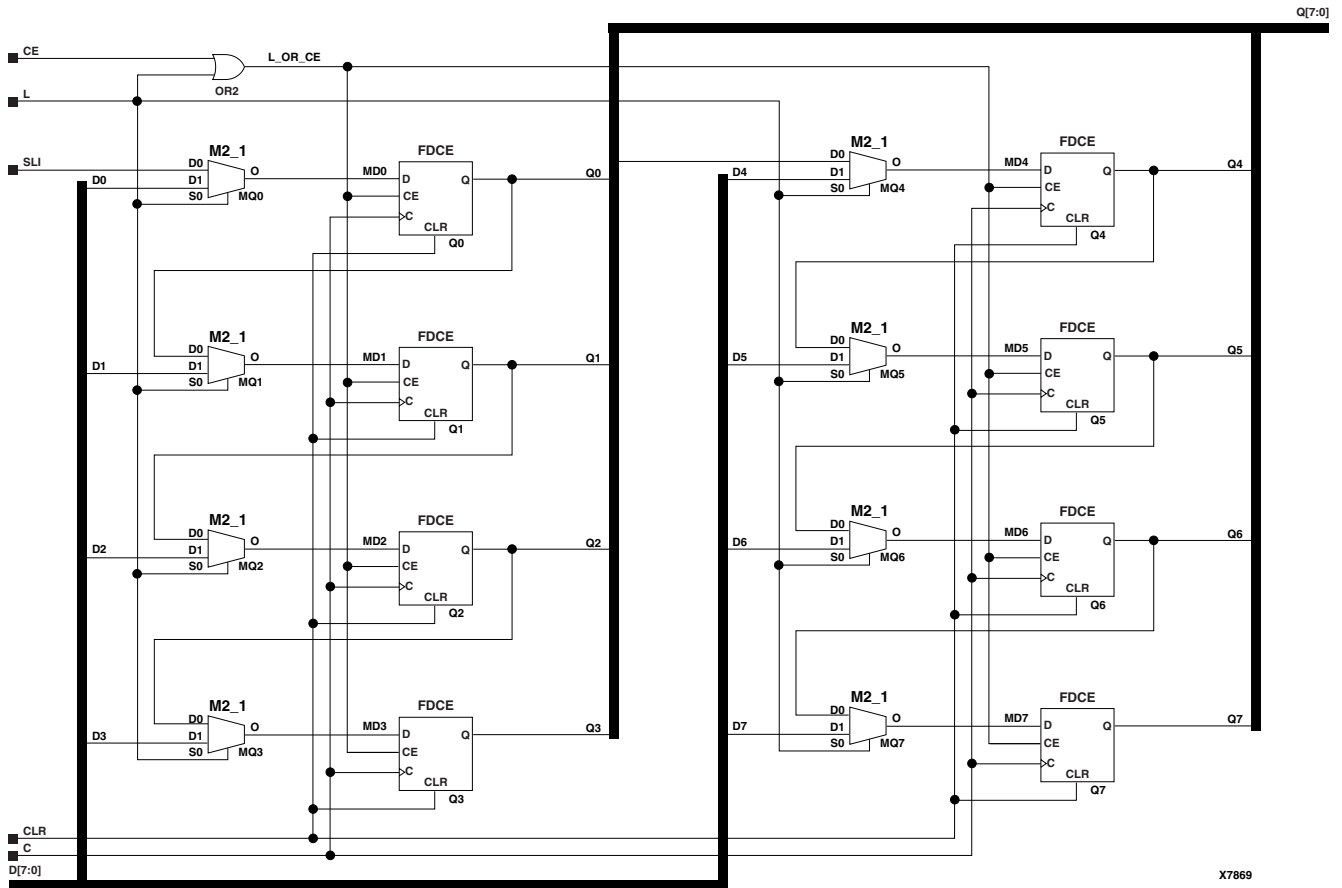 Q[7:0]
CE
L_OR_CE
OR2
L
SLI
M2_1
D0
D1
S0
O
MQ0
D0
MD0
FDCE
D
CE
C
Q
CLR
Q0
Q0
M2_1
D0
D1
S0
O
MQ1
D1
MD1
FDCE
D
CE
C
Q
CLR
Q1
Q1
M2_1
D0
D1
S0
O
MQ2
D2
MD2
FDCE
D
CE
C
Q
CLR
Q2
Q2
M2_1
D0
D1
S0
O
MQ3
D3
MD3
FDCE
D
CE
C
Q
CLR
Q3
Q3
M2_1
D0
D1
S0
O
MQ4
D4
MD4
FDCE
D
CE
C
Q
CLR
Q4
Q4
M2_1
D0
D1
S0
O
MQ5
D5
MD5
FDCE
D
CE
C
Q
CLR
Q5
Q5
M2_1
D0
D1
S0
O
MQ6
D6
MD6
FDCE
D
CE
C
Q
CLR
Q6
Q6
M2_1
D0
D1
S0
O
MQ7
D7
MD7
FDCE
D
CE
C
Q
CLR
Q7
Q7
CLR
C
D[7:0]
X7869